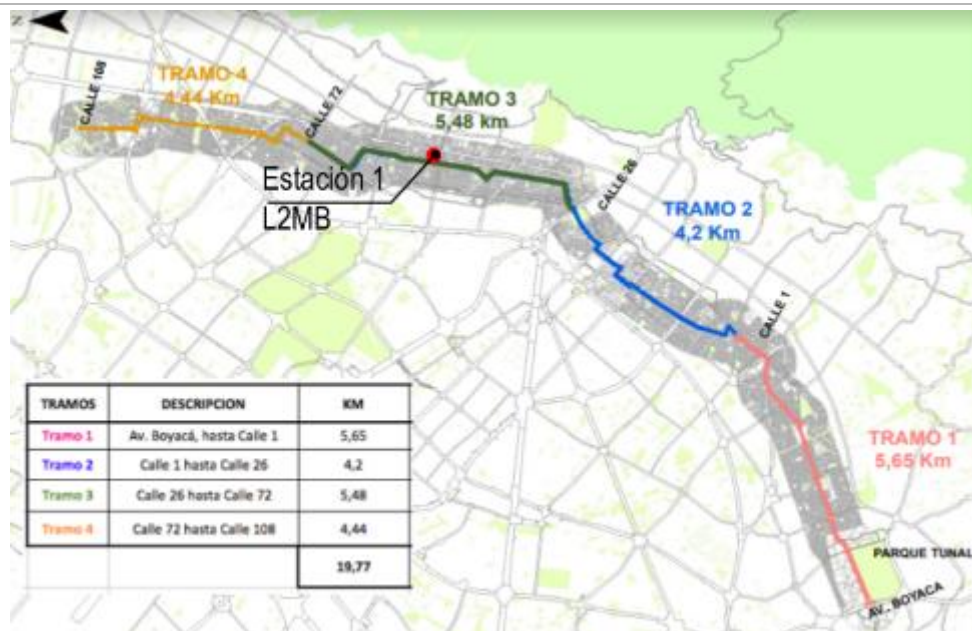 N
TRAMO 4
4,44 Km
CALLE 108
CALLE 72
TRAMO 3
5,48 km
Estación 1
L2MB
CALLE 26
TRAMO 2
4,2 Km
CALLE 1
TRAMO 1
5,65 Km
PARQUE TUNAL
AV.. BOYACA
TRAMOS DESCRIPCION KM
Tramo 1 Av. Boyacá, hasta Calle 1 5,65
Tramo 2 Calle 1 hasta Calle 26 4,2
Tramo 3 Calle 26 hasta Calle 72 5,48
Tramo 4 Calle 72 hasta Calle 108 4,44
19,77